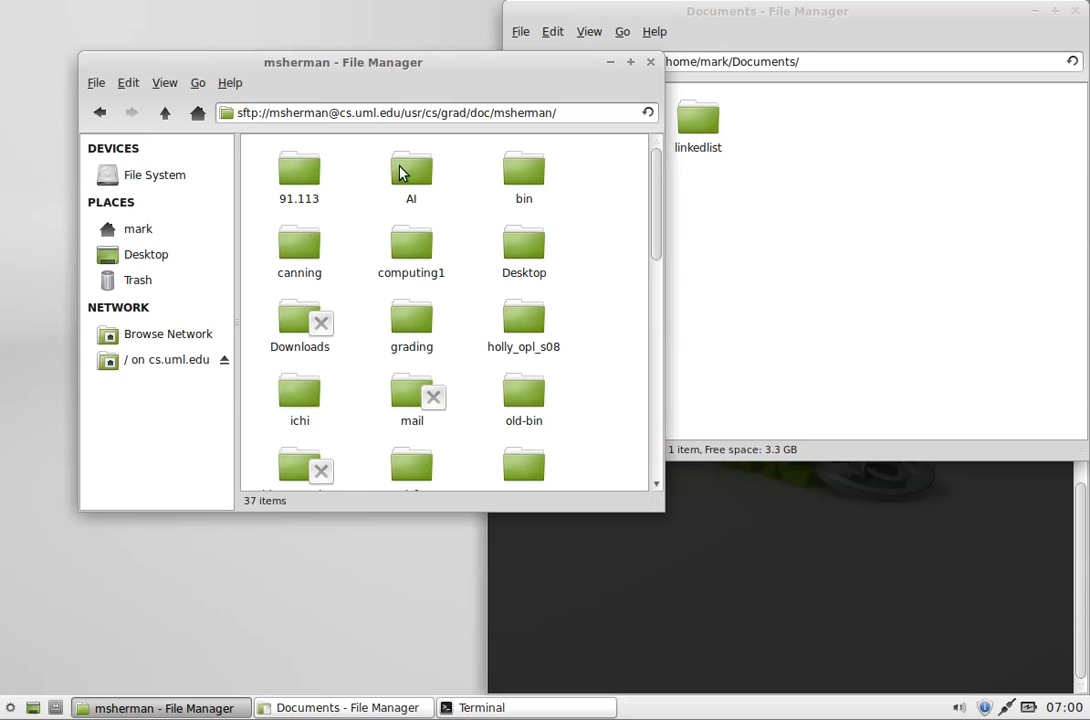 Documents - File Manager
File Edit View Go Help
home/mark/Documents/
linkedlist
1 item, Free space: 3.3 GB
msherman - File Manager
File Edit View Go Help
sftp://msherman@cs.uml.edu/usr/cs/grad/doc/msherman/
DEVICES
File System
PLACES
mark
Desktop
Trash
NETWORK
Browse Network
/ on cs.uml.edu
91.113 AI bin
canning computing1 Desktop
Downloads grading holly_opl_s08
ichi mail old-bin
37 items
msherman - File Manager Documents - File Manager Terminal 07:00